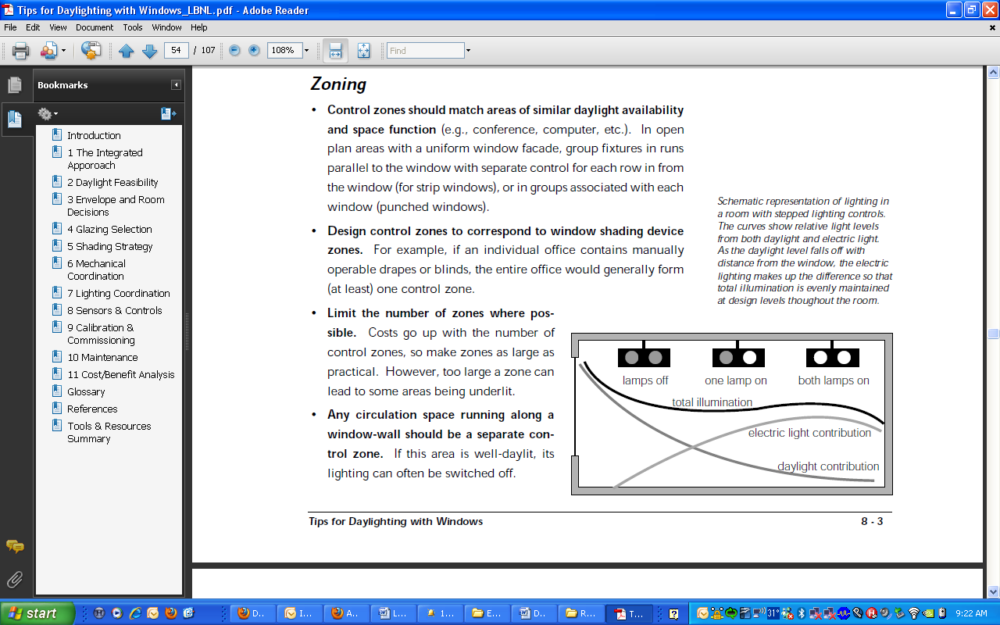 Tips for Daylighting with Windows_LBNL.pdf - Adobe Reader
File Edit View Document Tools Window Help
54 / 107 108% Find
Bookmarks
Introduction
1 The Integrated
Apporoach
2 Daylight Feasibility
3 Envelope and Room
Decisions
4 Glazing Selection
5 Shading Strategy
6 Mechanical
Coordination
7 Lighting Coordination
8 Sensors & Controls
9 Calibration &
Commissioning
10 Maintenance
11 Cost/Benefit Analysis
Glossary
References
Tools & Resources
Summary
Zoning
• Control zones should match areas of similar daylight availability
and space function (e.g., conference, computer, etc.). In open
plan areas with a uniform window facade, group fixtures in runs
parallel to the window with separate control for each row in from
the window (for strip windows), or in groups associated with each
window (punched windows).
• Design control zones to correspond to window shading device
zones. For example, if an individual office contains manually
operable drapes or blinds, the entire office would generally form
(at least) one control zone.
• Limit the number of zones where pos-
sible. Costs go up with the number of
control zones, so make zones as large as
practical. However, too large a zone can
lead to some areas being underlit.
• Any circulation space running along a
window-wall should be a separate con-
trol zone. If this area is well-daylit, its
lighting can often be switched off.
Schematic representation of lighting in
a room with stepped lighting controls.
The curves show relative light levels
from both daylight and electric light.
As the daylight level falls off with
distance from the window, the electric
lighting makes up the difference so that
total illumination is evenly maintained
at design levels thoughout the room.
lamps off one lamp on both lamps on
total illumination
electric light contribution
daylight contribution
Tips for Daylighting with Windows 8 - 3
start D.. I... A.. L... 1... E... D.. R... T... 31° 9:22 AM